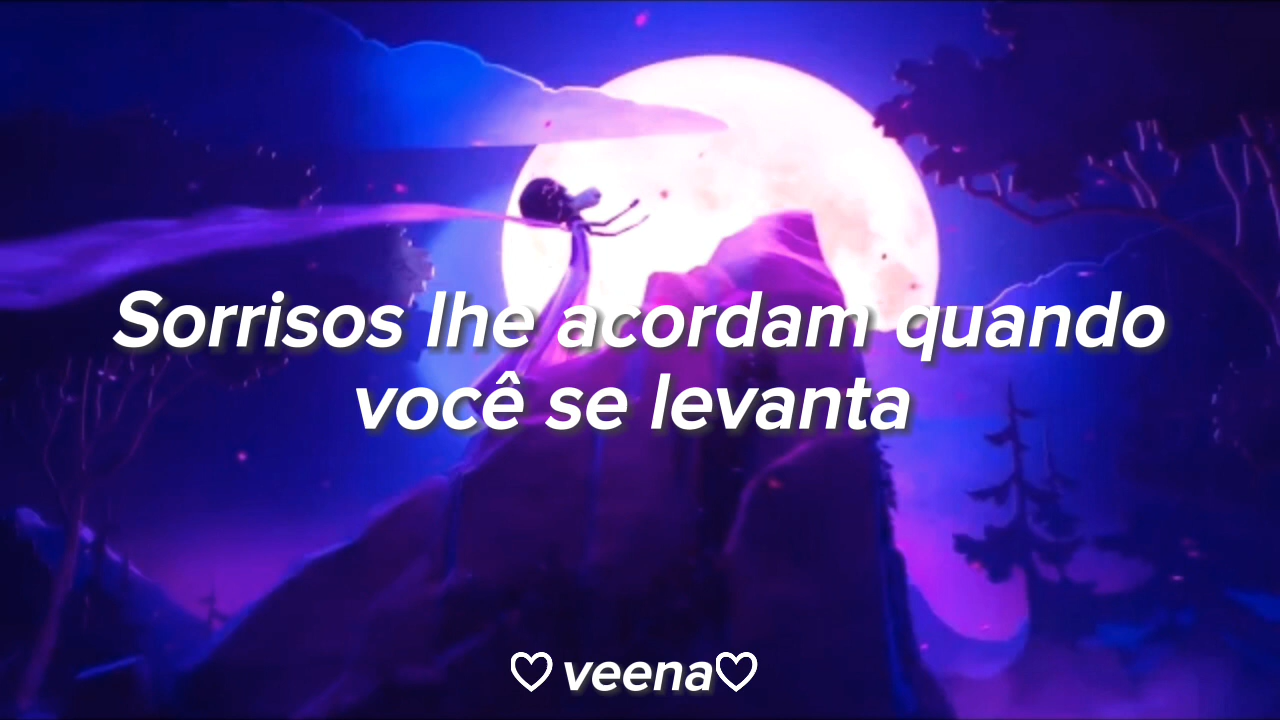 Sorrisos lhe acordam quando
você se levanta
♡veena♡